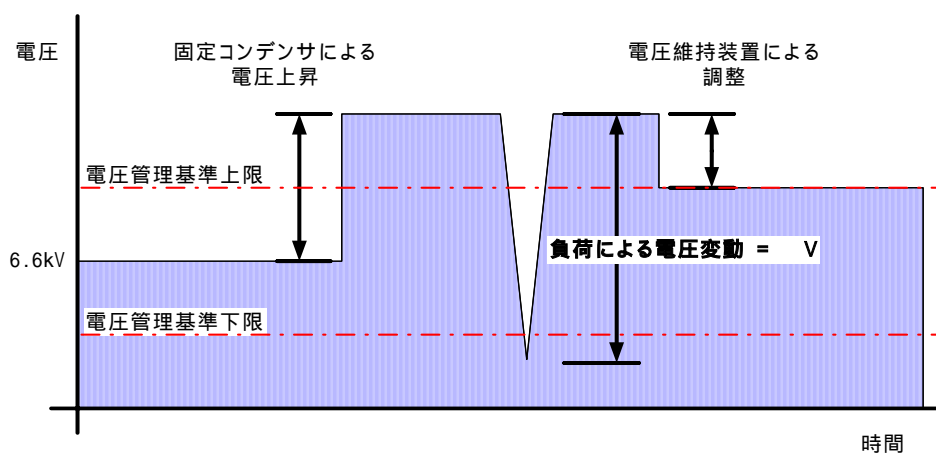 電圧
固定コンデンサによる
電圧上昇
電圧維持装置による
調整
電圧管理基準上限
負荷による電圧変動 = V
6.6kV
電圧管理基準下限
時間